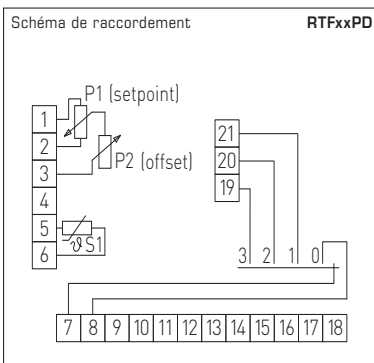 Schéma de raccordement RTFxxPD
P1 (setpoint)
1
2
3
4
5
6
P2 (offset)
ϑ S1
21
20
19
3 2 1 0
7 8 9 10 11 12 13 14 15 16 17 18